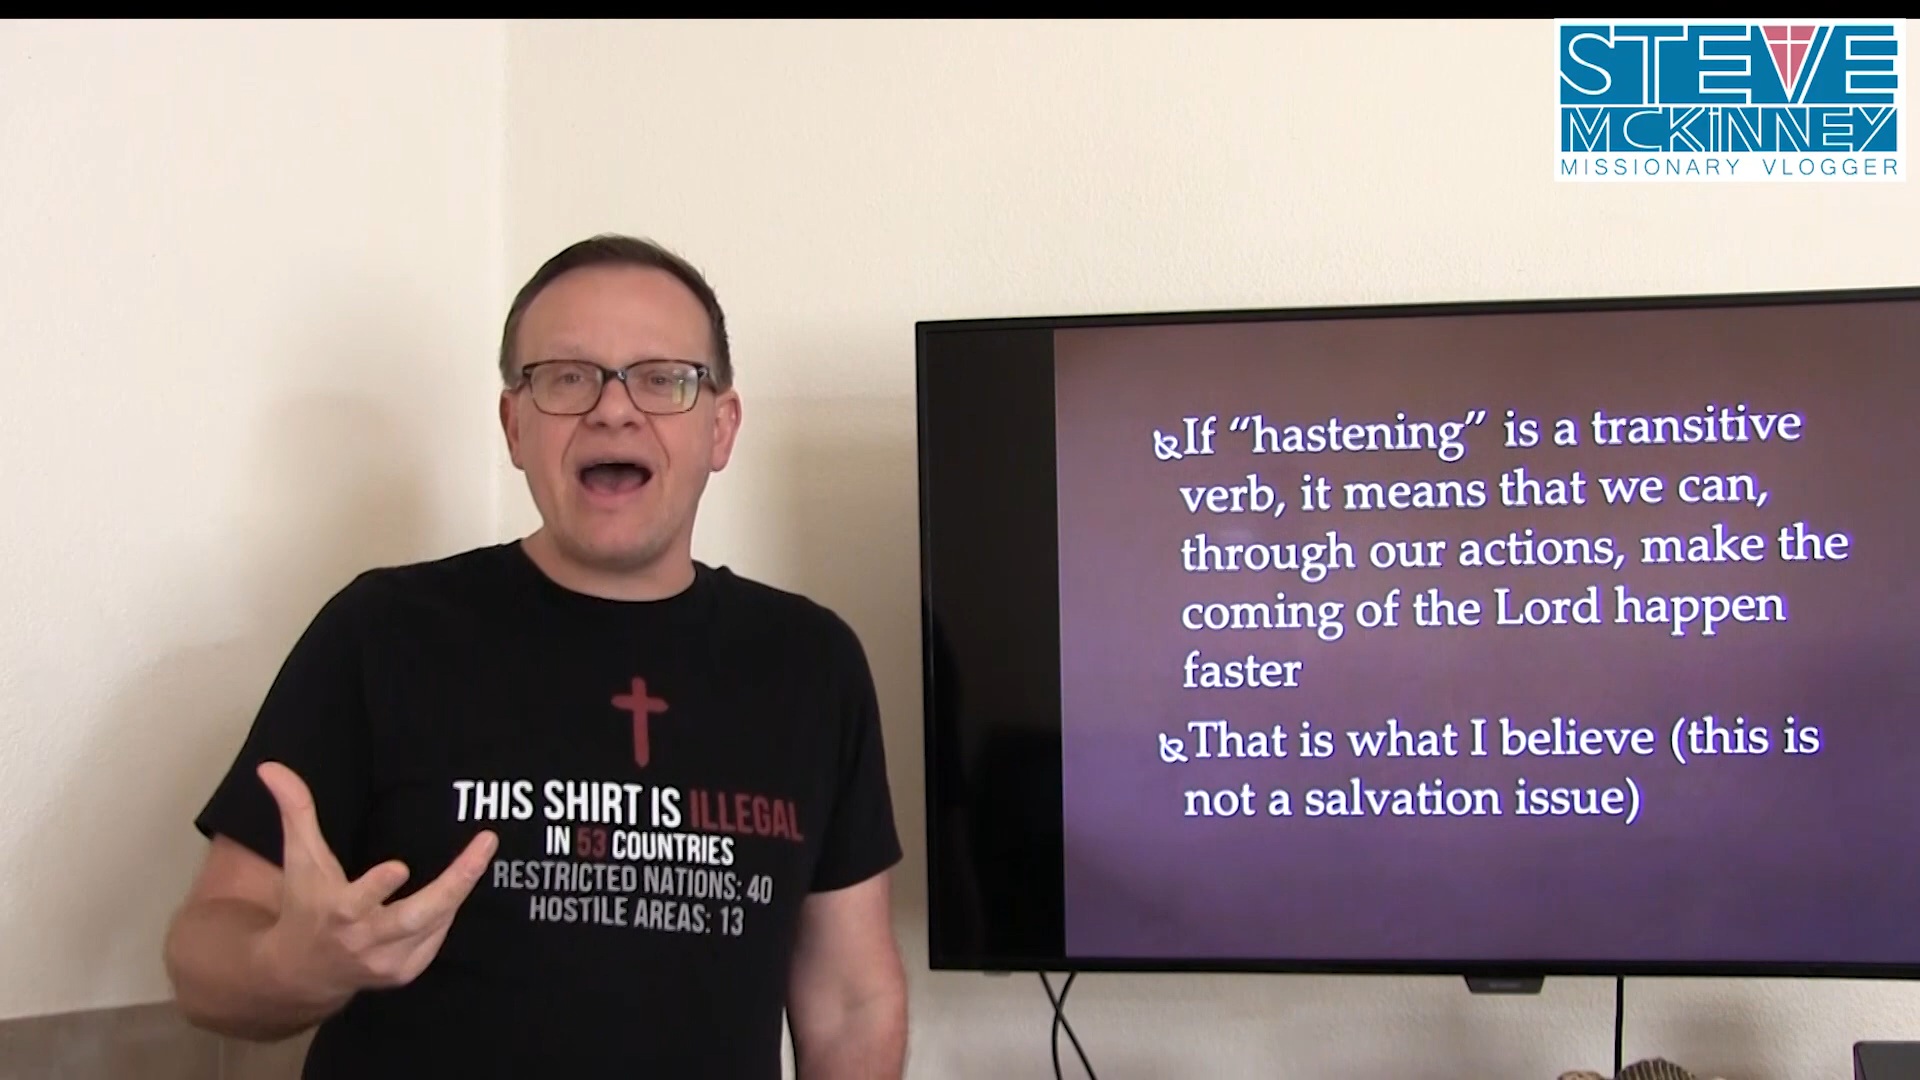 STEVE
MCKINNEY
MISSIONARY VLOGGER
If “hastening” is a transitive
verb, it means that we can,
through our actions, make the
coming of the Lord happen
faster
That is what I believe (this is
not a salvation issue)
THIS SHIRT IS ILLEGAL
IN 53 COUNTRIES
RESTRICTED NATIONS: 40
HOSTILE AREAS: 13